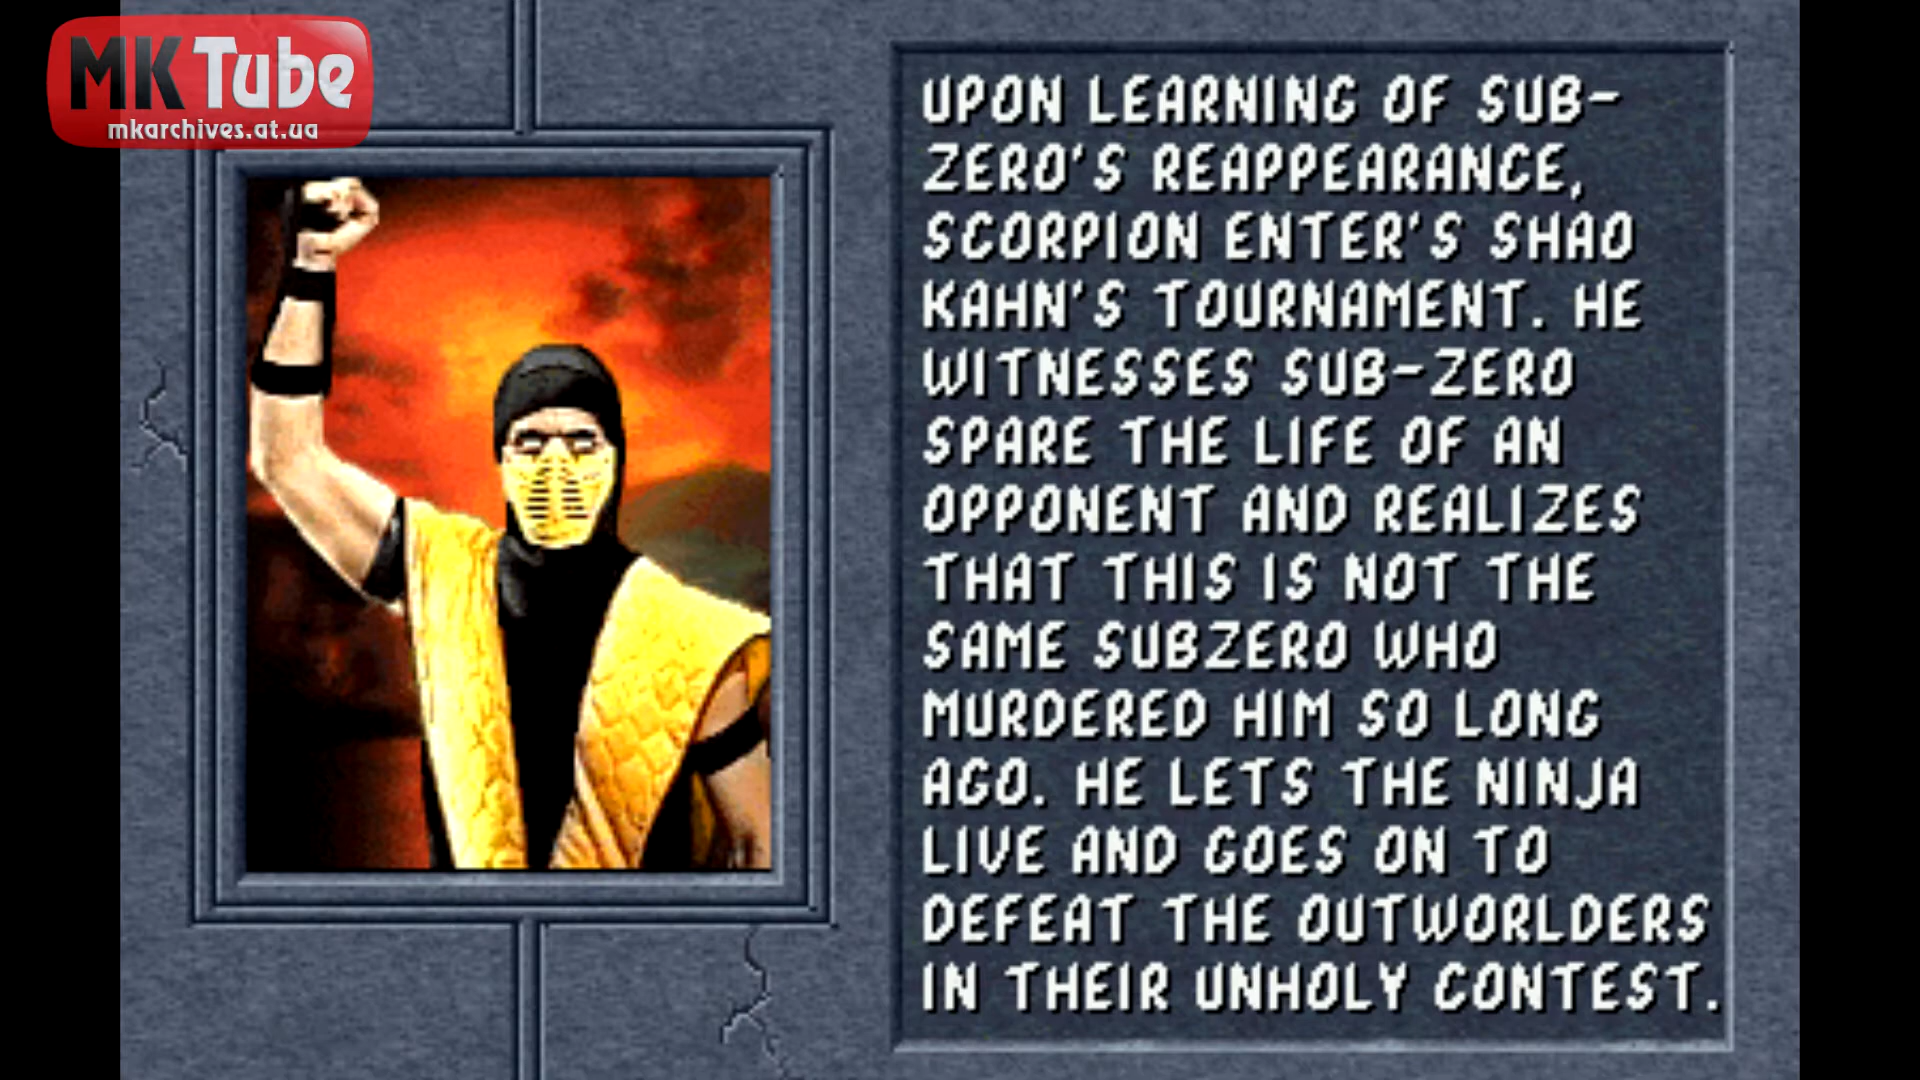 MK Tube
mkarchives.at.ua
UPON LEARNING OF SUB-
ZERO'S REAPPEARANCE,
SCORPION ENTER'S SHAO
KAHN'S TOURNAMENT. HE
WITNESSES SUB-ZERO
SPARE THE LIFE OF AN
OPPONENT AND REALIZES
THAT THIS IS NOT THE
SAME SUBZERO WHO
MURDERED HIM SO LONG
AGO. HE LETS THE NINJA
LIVE AND GOES ON TO
DEFEAT THE OUTWORLDERS
IN THEIR UNHOLY CONTEST.